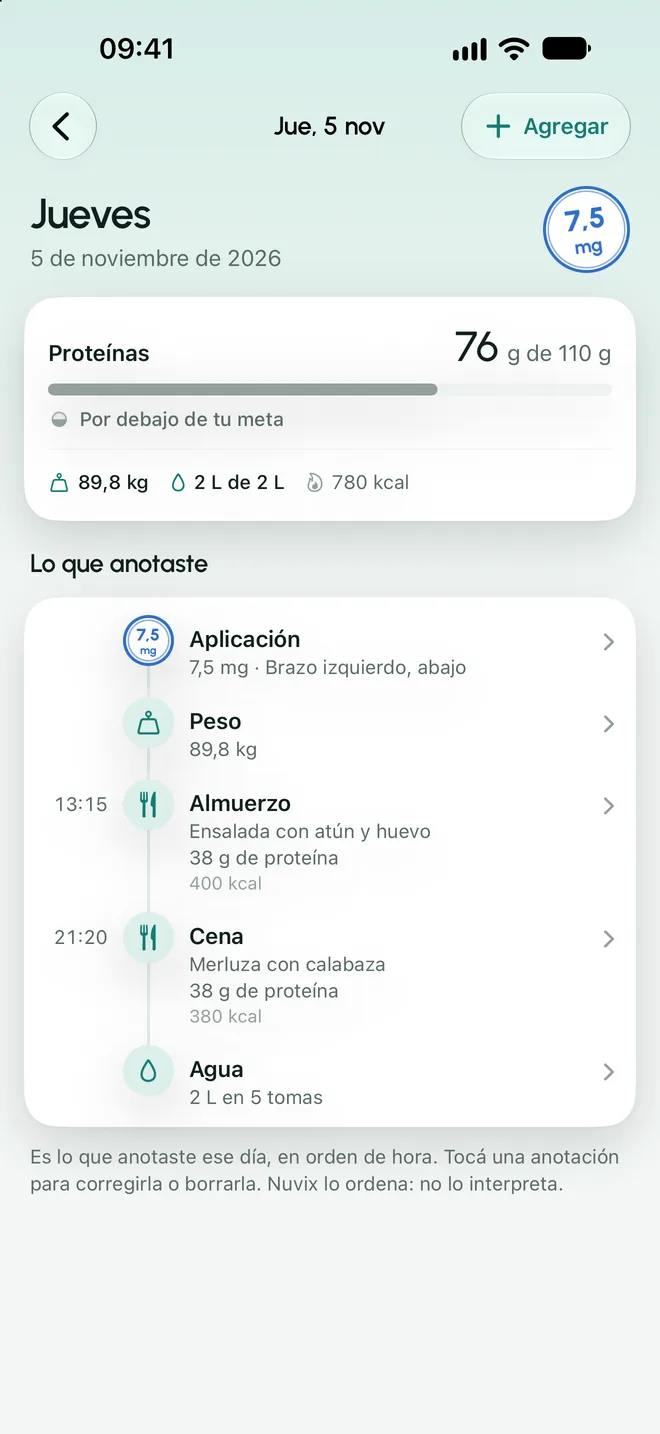 09:41
Jue, 5 nov
Agregar
Jueves
5 de noviembre de 2026
7,5
mg
Proteínas
76 g de 110 g
Por debajo de tu meta
89,8 kg
2 L de 2 L
780 kcal
Lo que anotaste
7,5
mg
Aplicación
7,5 mg · Brazo izquierdo, abajo
Peso
89,8 kg
13:15
Almuerzo
Ensalada con atún y huevo
38 g de proteína
400 kcal
21:20
Cena
Merluza con calabaza
38 g de proteína
380 kcal
Agua
2 L en 5 tomas
Es lo que anotaste ese día, en orden de hora. Tocá una anotación
para corregirla o borrarla. Nuvix lo ordena: no lo interpreta.